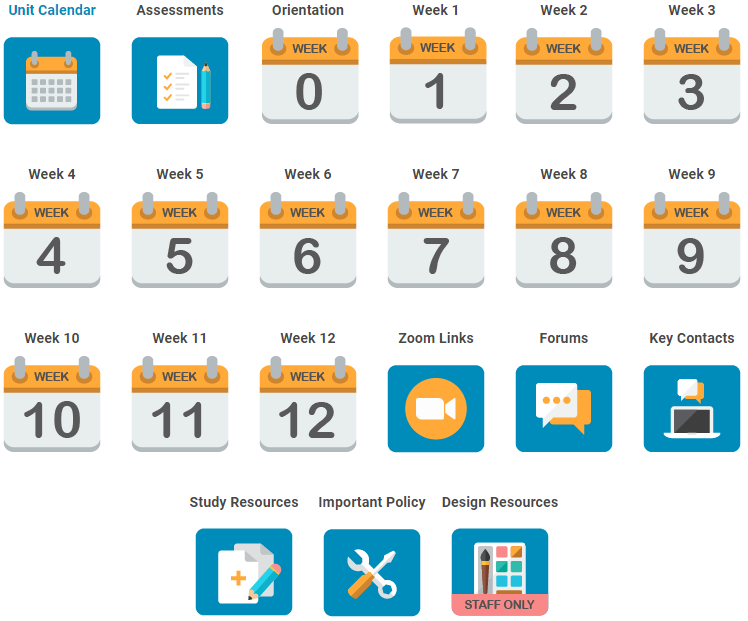 Unit Calendar
Assessments
Orientation
Week 1
Week 2
Week 3
WEEK
0
WEEK
1
WEEK
2
WEEK
3
Week 4
Week 5
Week 6
Week 7
Week 8
Week 9
WEEK
4
WEEK
5
WEEK
6
WEEK
7
WEEK
8
WEEK
9
Week 10
Week 11
Week 12
Zoom Links
Forums
Key Contacts
WEEK
10
WEEK
11
WEEK
12
Study Resources
Important Policy
Design Resources
STAFF ONLY